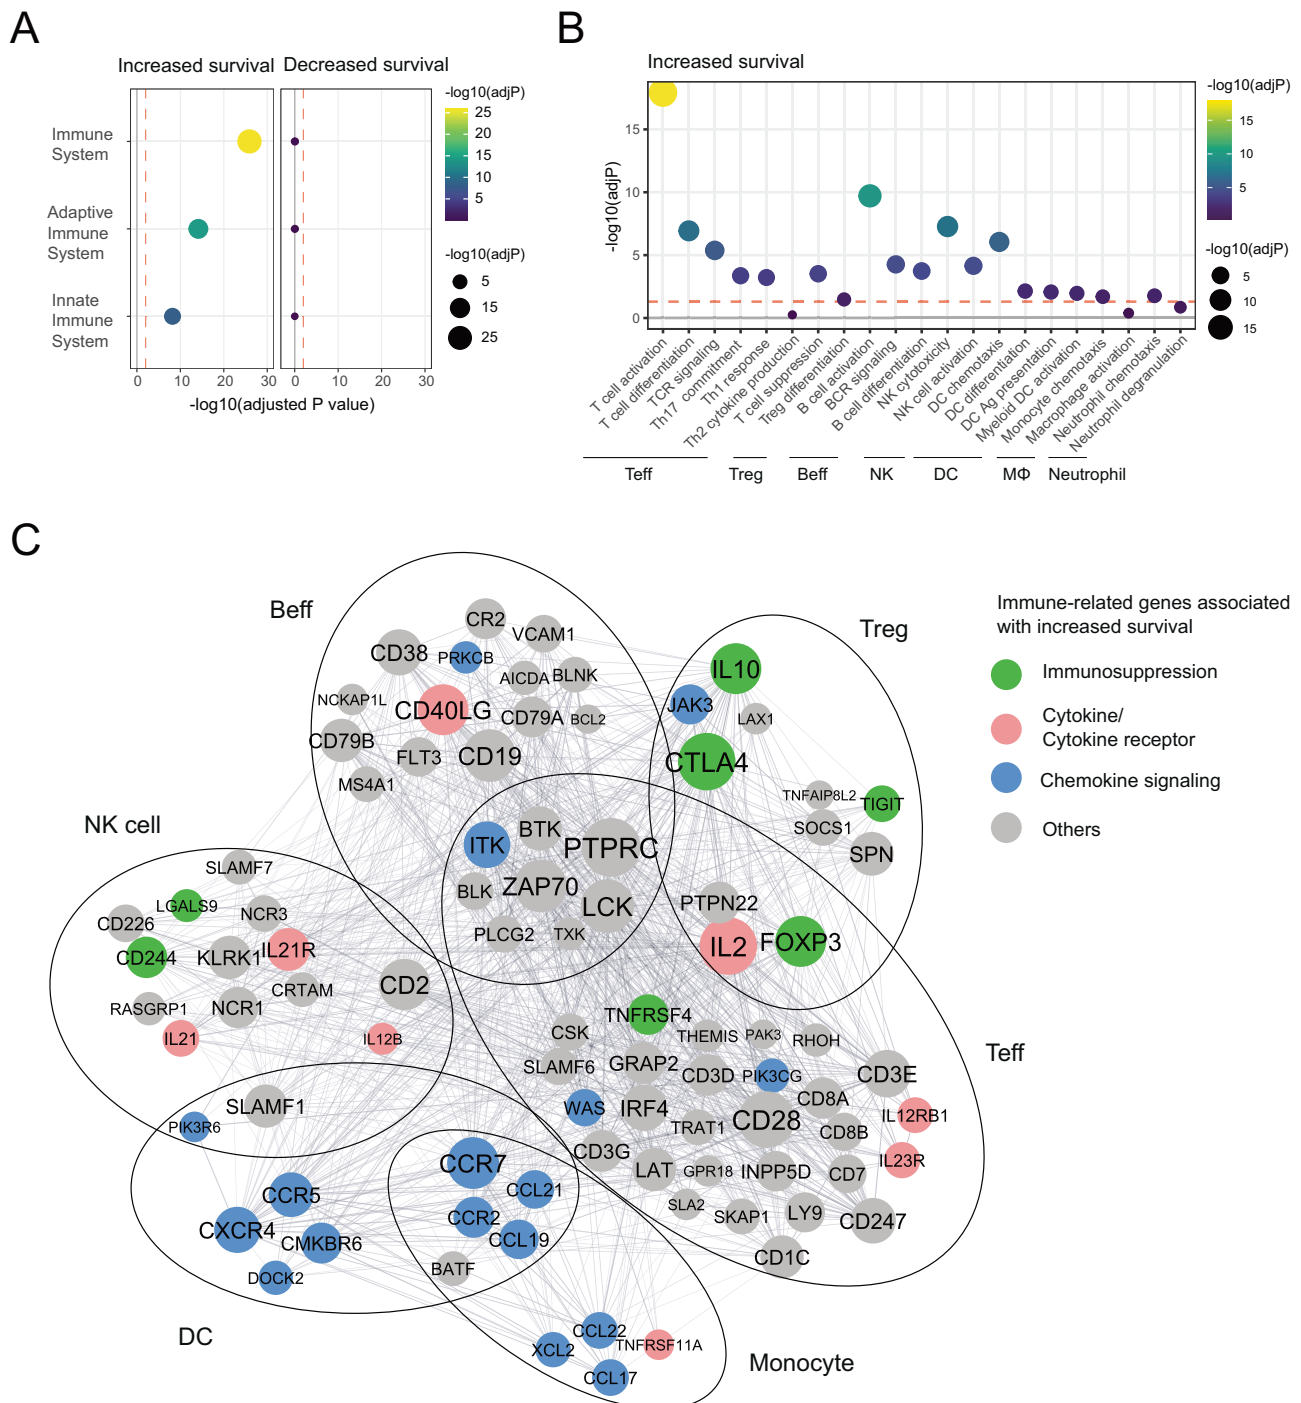 A
Increased survival
Decreased survival
-log10(adjP)
25
20
15
10
5
-log10(adjP)
5
15
25
Immune
System
Adaptive
Immune
System
Innate
Immune
System
0 10 20 30
0 10 20 30
-log10(adjusted P value)
B
Increased survival
-log10(adjP)
15
10
5
0
-log10(adjP)
15
10
5
-log10(adjP)
5
10
15
T cell activation
T cell differentiation
TCR signaling
Th17 commitment
Th1 response
Th2 cytokine production
T cell suppression
Treg differentiation
B cell activation
BCR signaling
B cell differentiation
NK cytotoxicity
NK cell activation
DC chemotaxis
DC differentiation
DC Ag presentation
Myeloid DC activation
Monocyte chemotaxis
Macrophage activation
Neutrophil chemotaxis
Neutrophil degranulation
Teff
Treg
Beff
NK
DC
MΦ
Neutrophil
C
Beff
CR2
VCAM1
CD38
PRKCB
AICDA
BLNK
NCKAP1L
CD40LG
CD79A
BCL2
CD79B
FLT3
CD19
MS4A1
Treg
IL10
JAK3
LAX1
CTLA4
TNFAIP8L2
TIGIT
SOCS1
SPN
PTPN22
IL2
FOXP3
Immune-related genes associated
with increased survival
Immunosuppression
Cytokine/
Cytokine receptor
Chemokine signaling
Others
ITK
BTK
PTPRC
BLK
ZAP70
LCK
PLCG2
TXK
NK cell
SLAMF7
LGALS9
CD226
NCR3
CD244
KLRK1
IL21R
CRTAM
CD2
RASGRP1
NCR1
IL21
IL12B
SLAMF1
PIK3R6
Teff
TNFRSF4
CSK
THEMIS
PAK3
RHOH
SLAMF6
GRAP2
CD3D
PIK3CG
CD3E
WAS
IRF4
CD8A
IL12RB1
TRAT1
CD28
CD8B
CD3G
IL23R
LAT
GPR18
INPP5D
CD7
SLA2
SKAP1
LY9
CD247
CD1C
CCR7
CCL21
CCR5
CCR2
CXCR4
CMKBR6
CCL19
DOCK2
BATF
DC
CCL22
XCL2
TNFRSF11A
CCL17
Monocyte